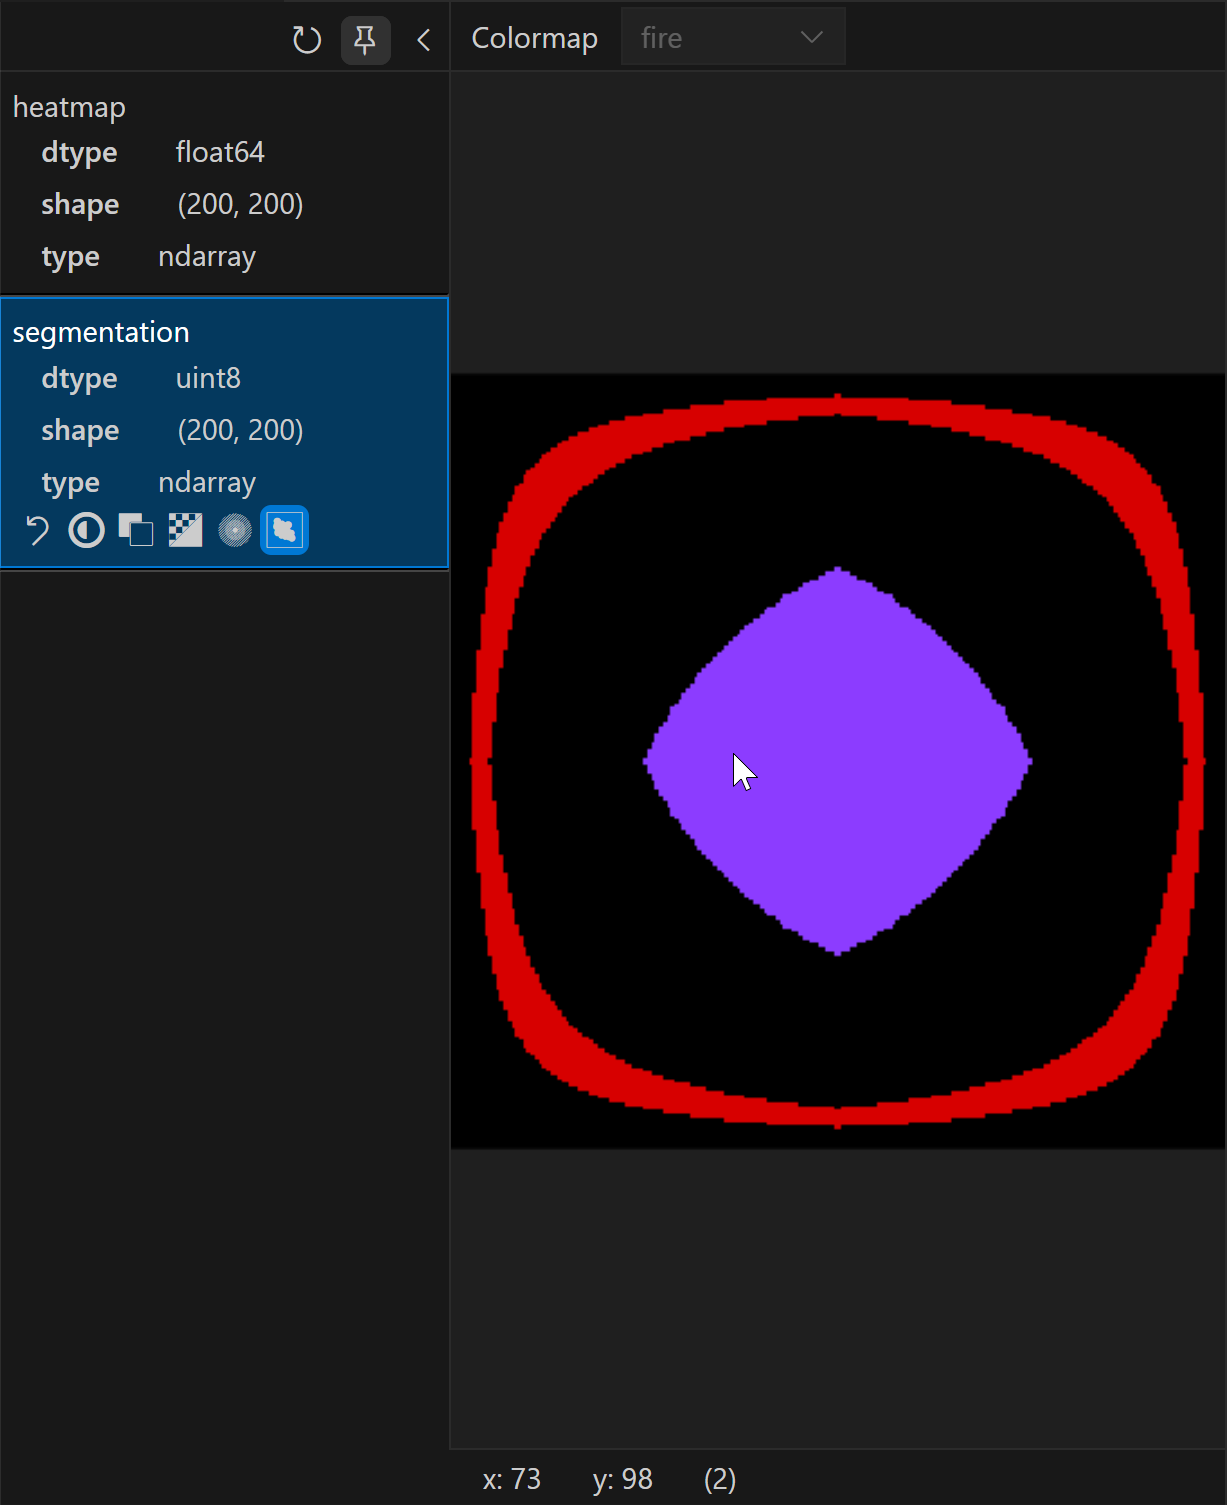 Colormap fire
heatmap
dtype float64
shape (200, 200)
type ndarray
segmentation
dtype uint8
shape (200, 200)
type ndarray
x: 73 y: 98 (2)